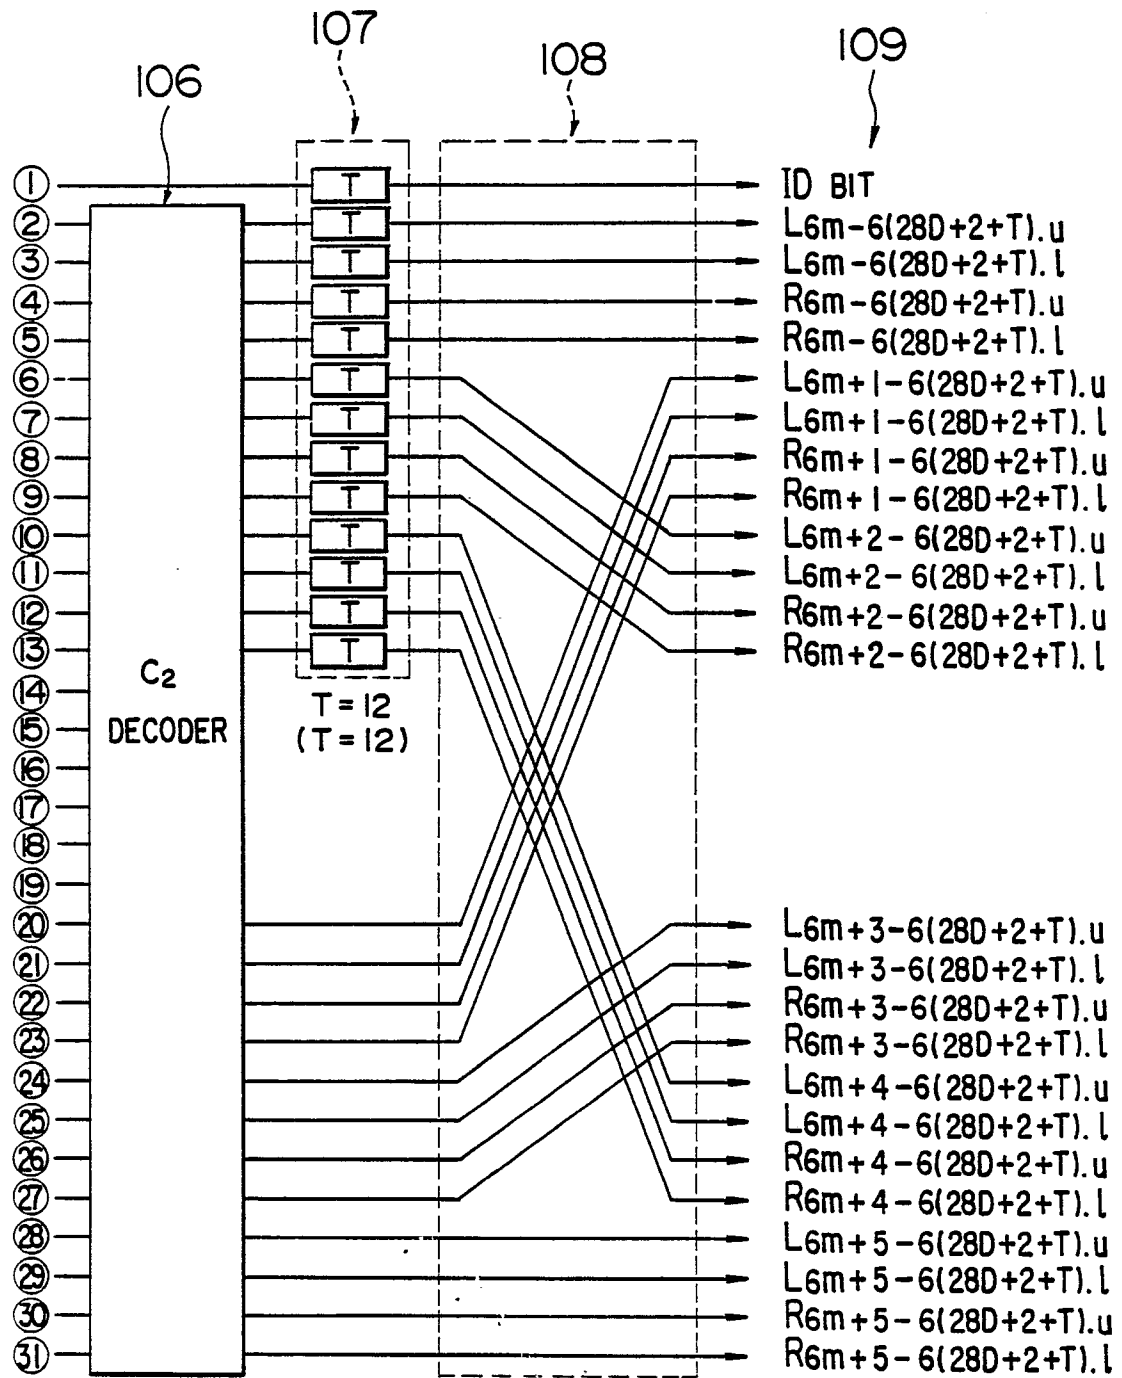 107
108
109
106
① T ID BIT
② T L6m-6(28D+2+T).u
③ T L6m-6(28D+2+T).l
④ T R6m-6(28D+2+T).u
⑤ T R6m-6(28D+2+T).l
⑥ T L6m+1-6(28D+2+T).u
⑦ T L6m+1-6(28D+2+T).l
⑧ T R6m+1-6(28D+2+T).u
⑨ T R6m+1-6(28D+2+T).l
⑩ T L6m+2-6(28D+2+T).u
⑪ T L6m+2-6(28D+2+T).l
⑫ T R6m+2-6(28D+2+T).u
⑬ T R6m+2-6(28D+2+T).l
C2
DECODER
T=12
(T=12)
⑭
⑮
⑯
⑰
⑱
⑲
⑳ L6m+3-6(28D+2+T).u
㉑ L6m+3-6(28D+2+T).l
㉒ R6m+3-6(28D+2+T).u
㉓ R6m+3-6(28D+2+T).l
㉔ L6m+4-6(28D+2+T).u
㉕ L6m+4-6(28D+2+T).l
㉖ R6m+4-6(28D+2+T).u
㉗ R6m+4-6(28D+2+T).l
㉘ L6m+5-6(28D+2+T).u
㉙ L6m+5-6(28D+2+T).l
㉚ R6m+5-6(28D+2+T).u
㉛ R6m+5-6(28D+2+T).l